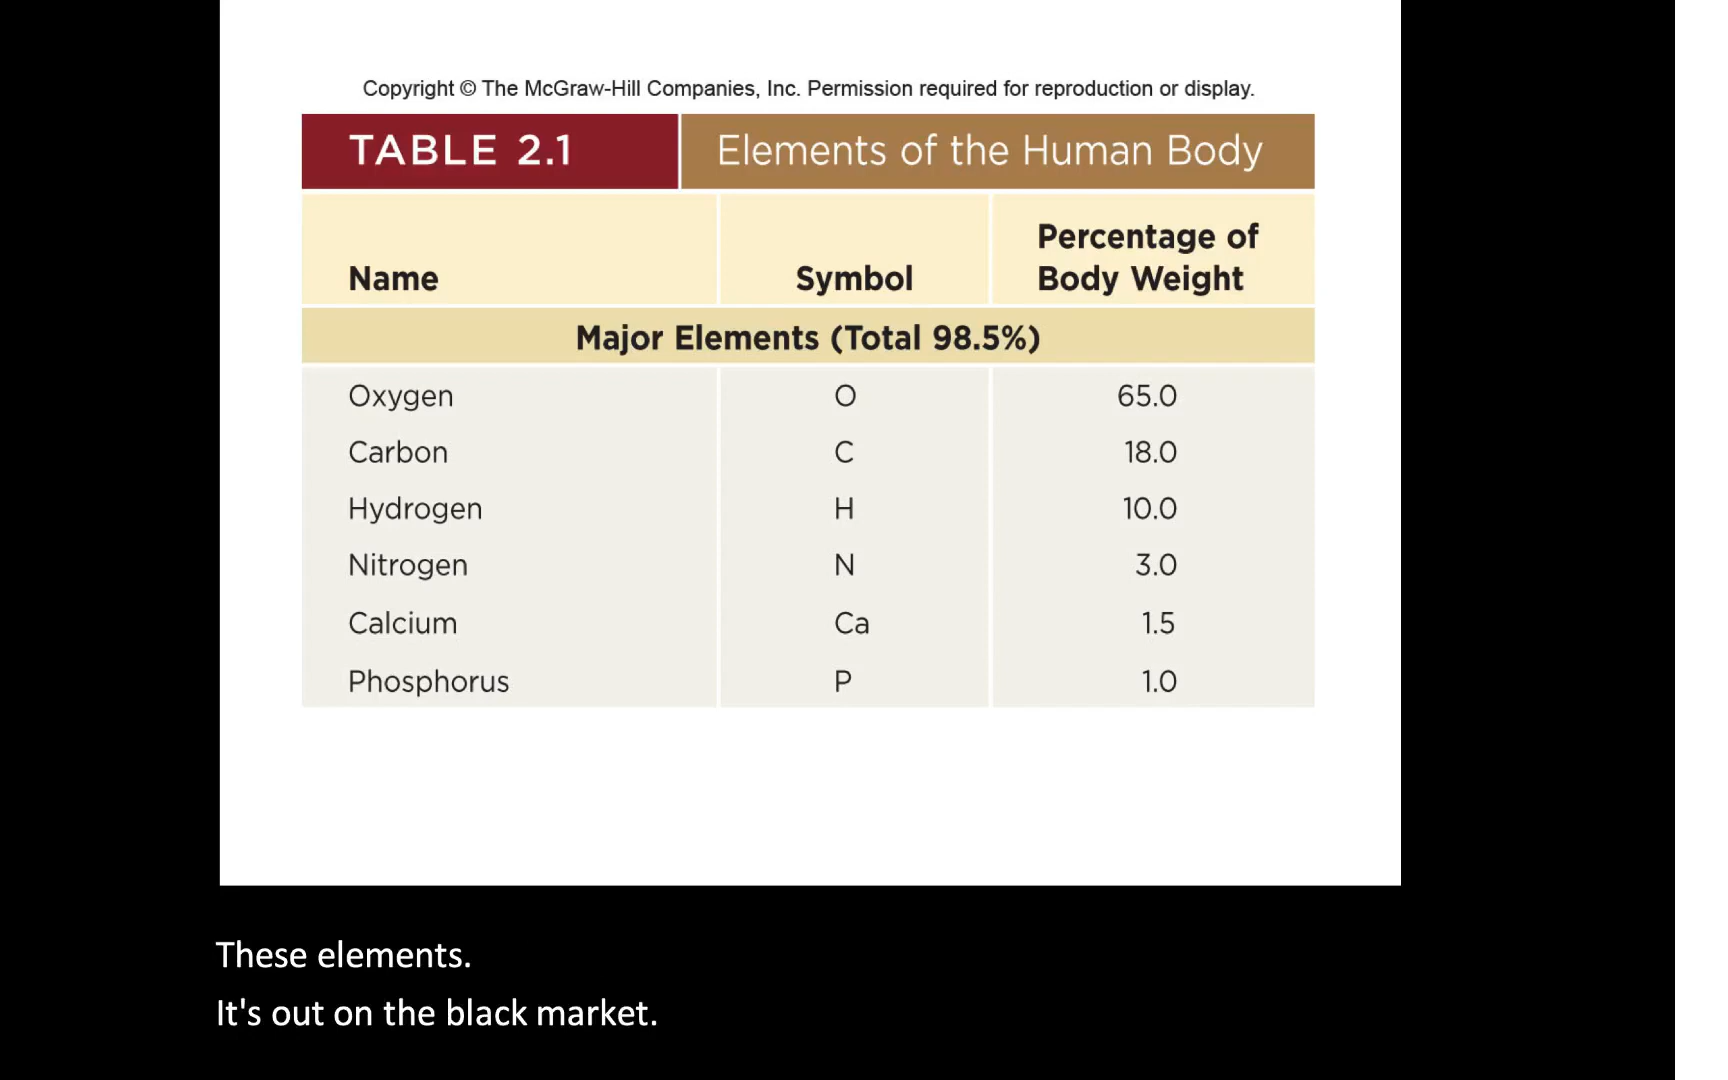 Copyright © The McGraw-Hill Companies, Inc. Permission required for reproduction or display.
TABLE 2.1 Elements of the Human Body
Name Symbol Percentage of Body Weight
Major Elements (Total 98.5%)
Oxygen O 65.0
Carbon C 18.0
Hydrogen H 10.0
Nitrogen N 3.0
Calcium Ca 1.5
Phosphorus P 1.0
These elements.
It's out on the black market.